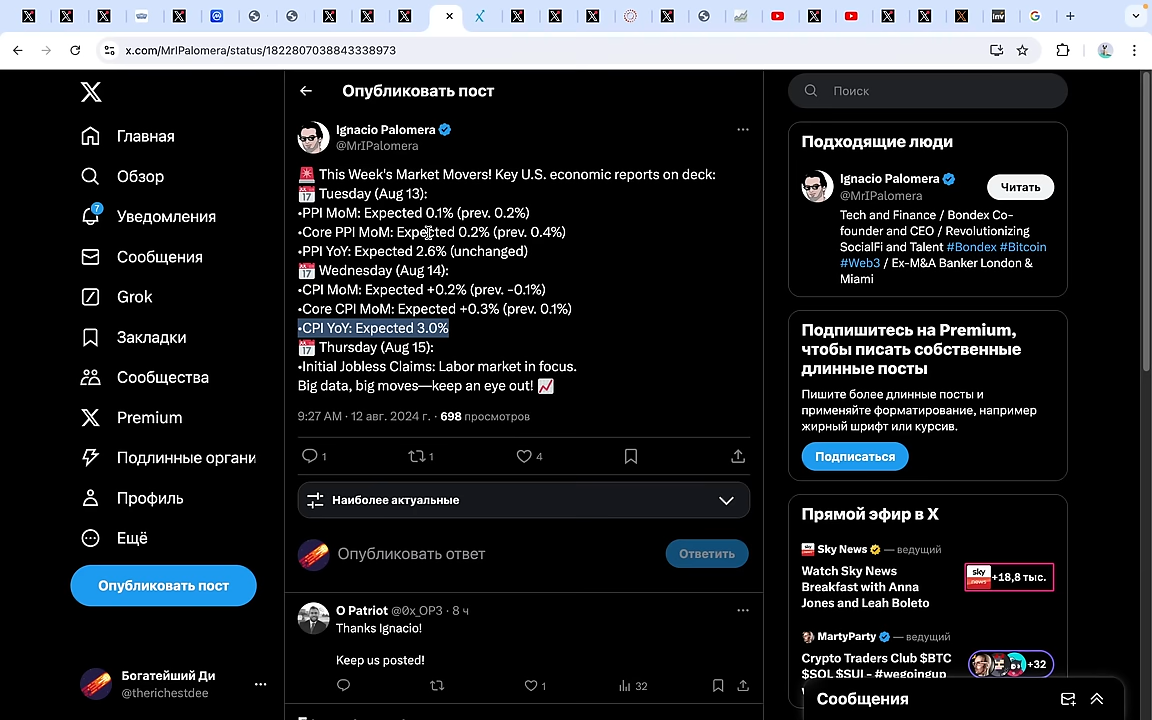 x.com/MrIPalomera/status/1822807038843338973
Главная
Обзор
7
Уведомления
Сообщения
Grok
Закладки
Сообщества
Premium
Подлинные органи
Профиль
Ещё
Опубликовать пост
Богатейший Ди
@therichestdee
Опубликовать пост
Ignacio Palomera
@MrIPalomera
This Week's Market Movers! Key U.S. economic reports on deck:
Tuesday (Aug 13):
•PPI MoM: Expected 0.1% (prev. 0.2%)
•Core PPI MoM: Expected 0.2% (prev. 0.4%)
•PPI YoY: Expected 2.6% (unchanged)
Wednesday (Aug 14):
•CPI MoM: Expected +0.2% (prev. -0.1%)
•Core CPI MoM: Expected +0.3% (prev. 0.1%)
•CPI YoY: Expected 3.0%
Thursday (Aug 15):
•Initial Jobless Claims: Labor market in focus.
Big data, big moves—keep an eye out!
9:27 AM · 12 авг. 2024 г. · 698 просмотров
1 1 4
Наиболее актуальные
Опубликовать ответ
Ответить
O Patriot @0x_OP3 · 8 ч
Thanks Ignacio!
Keep us posted!
1 32
Поиск
Подходящие люди
Ignacio Palomera
@MrIPalomera
Читать
Tech and Finance / Bondex Co-
founder and CEO / Revolutionizing
SocialFi and Talent #Bondex #Bitcoin
#Web3 / Ex-M&A Banker London &
Miami
Подпишитесь на Premium,
чтобы писать собственные
длинные посты
Пишите более длинные посты и
применяйте форматирование, например
жирный шрифт или курсив.
Подписаться
Прямой эфир в X
Sky News — ведущий
Watch Sky News
Breakfast with Anna
Jones and Leah Boleto
sky news
+18,8 тыс.
MartyParty — ведущий
Crypto Traders Club $BTC
$SOL $SUI - #wegoingup
+32
Сообщения